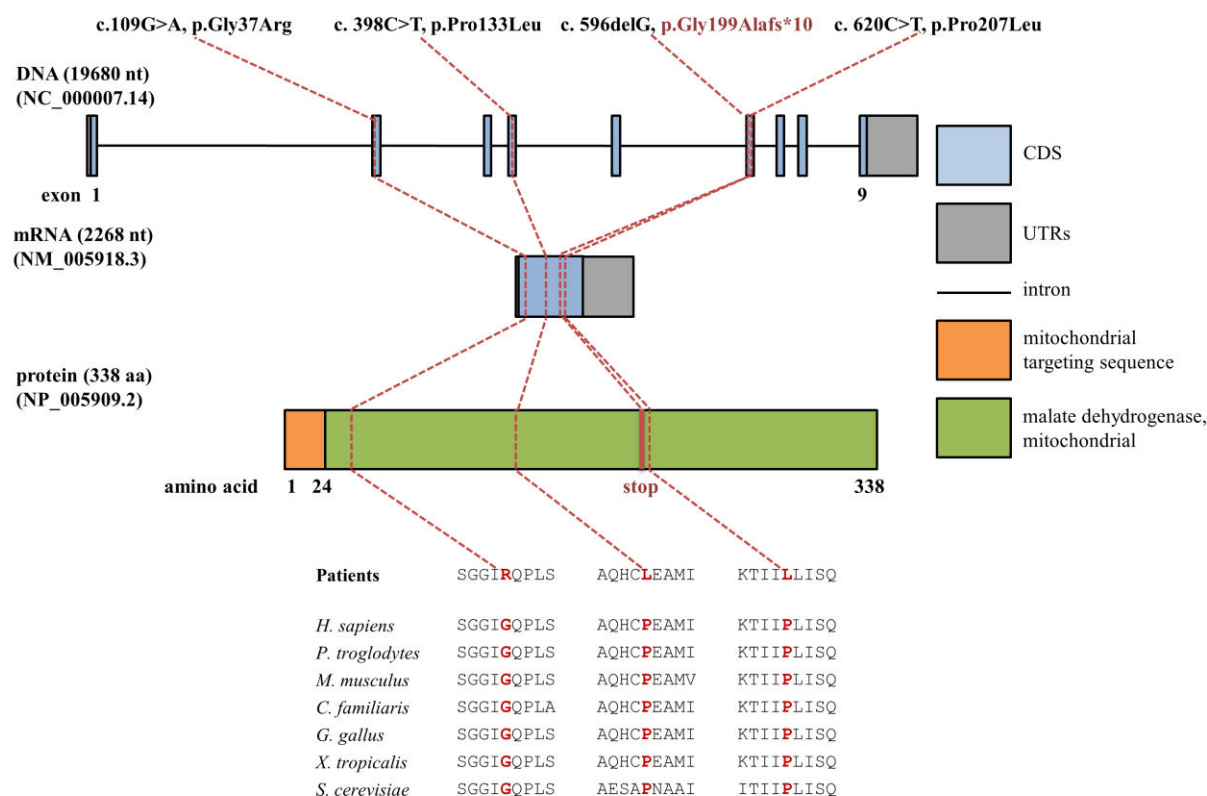 c.109G>A, p.Gly37Arg
c. 398C>T, p.Pro133Leu
c. 596delG, p.Gly199Alafs*10
c. 620C>T, p.Pro207Leu
DNA (19680 nt)
(NC_000007.14)
exon 1
9
mRNA (2268 nt)
(NM_005918.3)
protein (338 aa)
(NP_005909.2)
amino acid 1 24 stop 338
CDS
UTRs
intron
mitochondrial
targeting sequence
malate dehydrogenase,
mitochondrial
Patients SGGIRQPLS AQHCLEAMI KTIILLISQ
H. sapiens SGGIGQPLS AQHCPEAMI KTIIPLISQ
P. troglodytes SGGIGQPLS AQHCPEAMI KTIIPLISQ
M. musculus SGGIGQPLS AQHCPEAMV KTIIPLISQ
C. familiaris SGGIGQPLA AQHCPEAMI KTIIPLISQ
G. gallus SGGIGQPLS AQHCPEAMI KTIIPLISQ
X. tropicalis SGGIGQPLS AQHCPEAMI KTIIPLISQ
S. cerevisiae SGGIGQPLS AESAPNAAI ITIIPLISQ